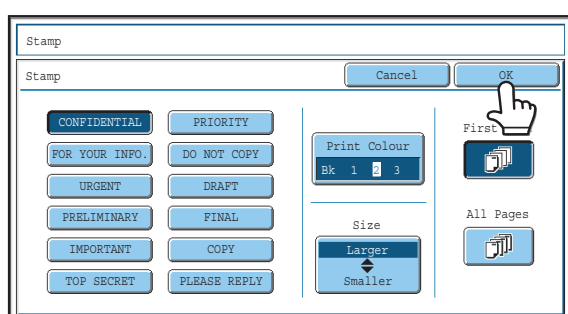 Stamp
Stamp
Cancel
OK
CONFIDENTIAL
PRIORITY
FOR YOUR INFO.
DO NOT COPY
URGENT
DRAFT
PRELIMINARY
FINAL
IMPORTANT
COPY
TOP SECRET
PLEASE REPLY
Print Colour
Bk 1 2 3
Size
Larger
Smaller
First
All Pages